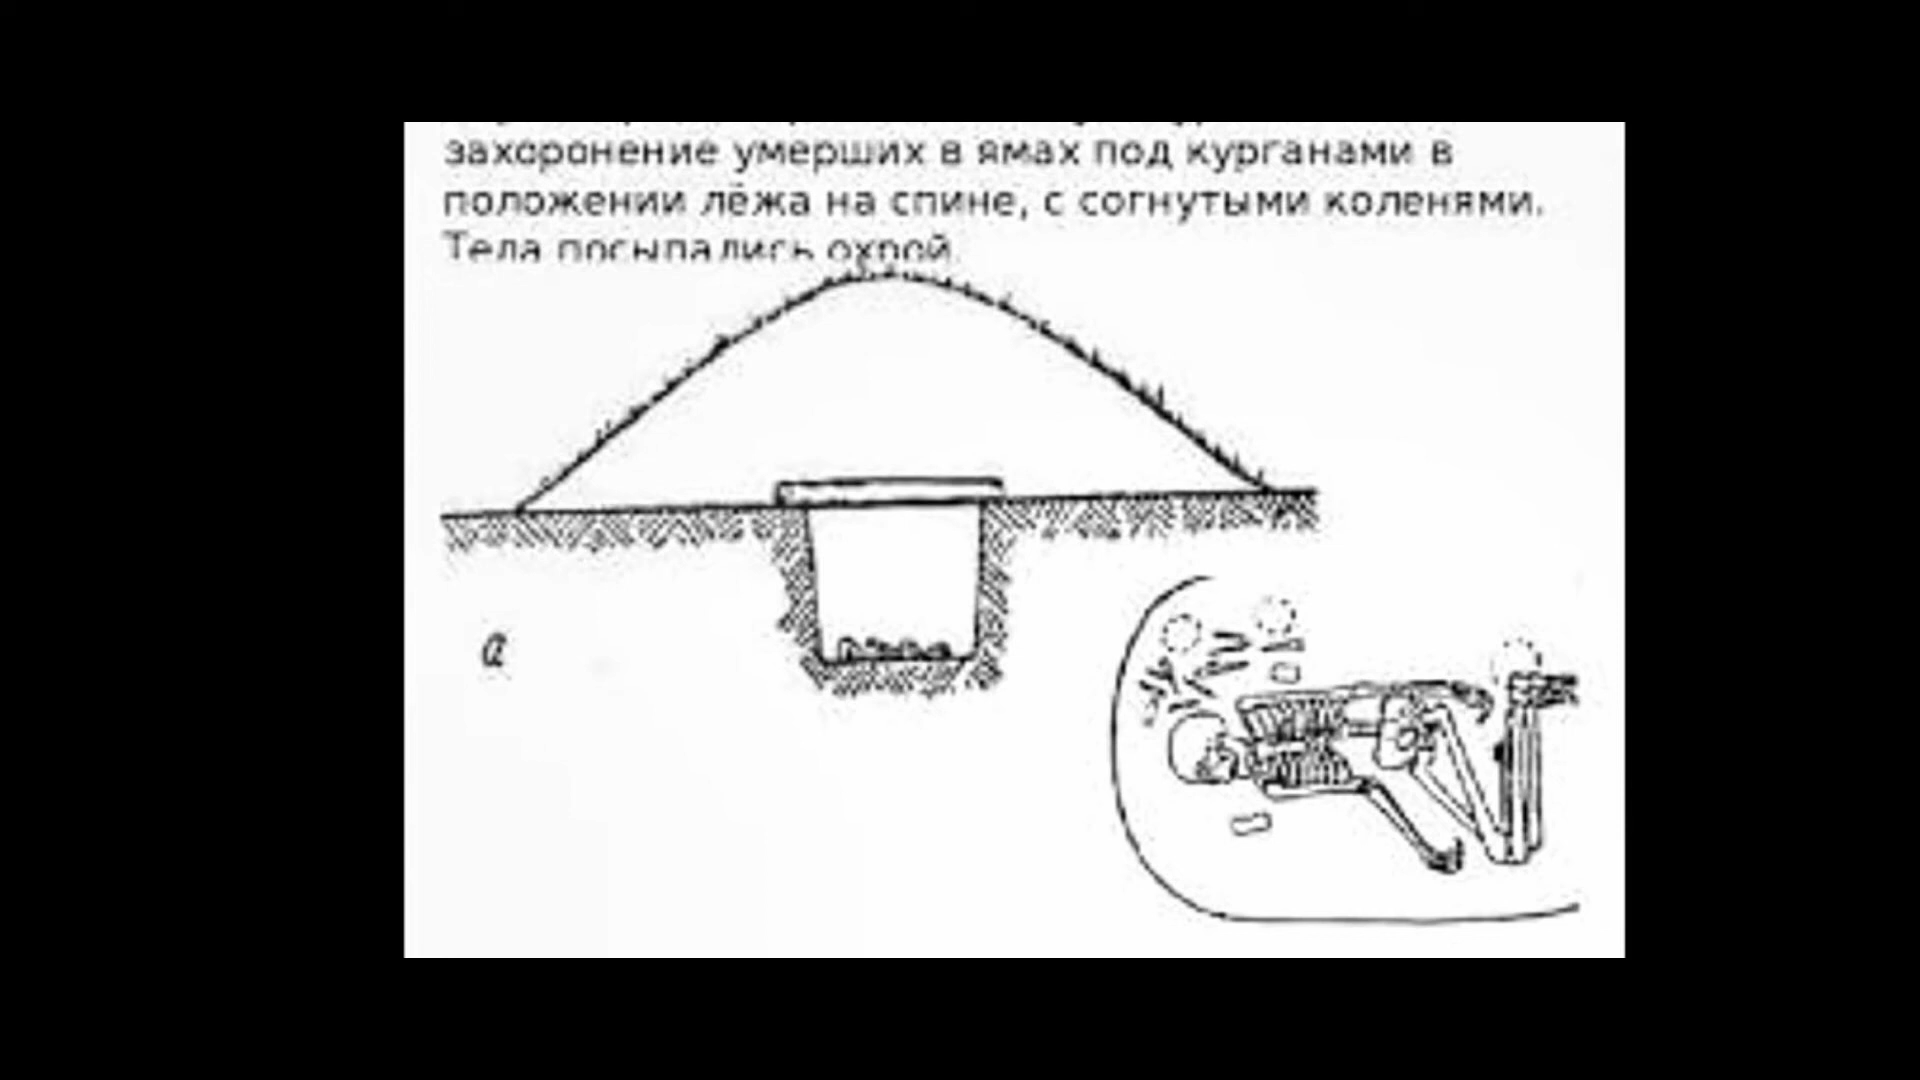 захоронение умерших в ямах под курганами в
положении лёжа на спине, с согнутыми коленями.
Тела посыпались охрой.
а